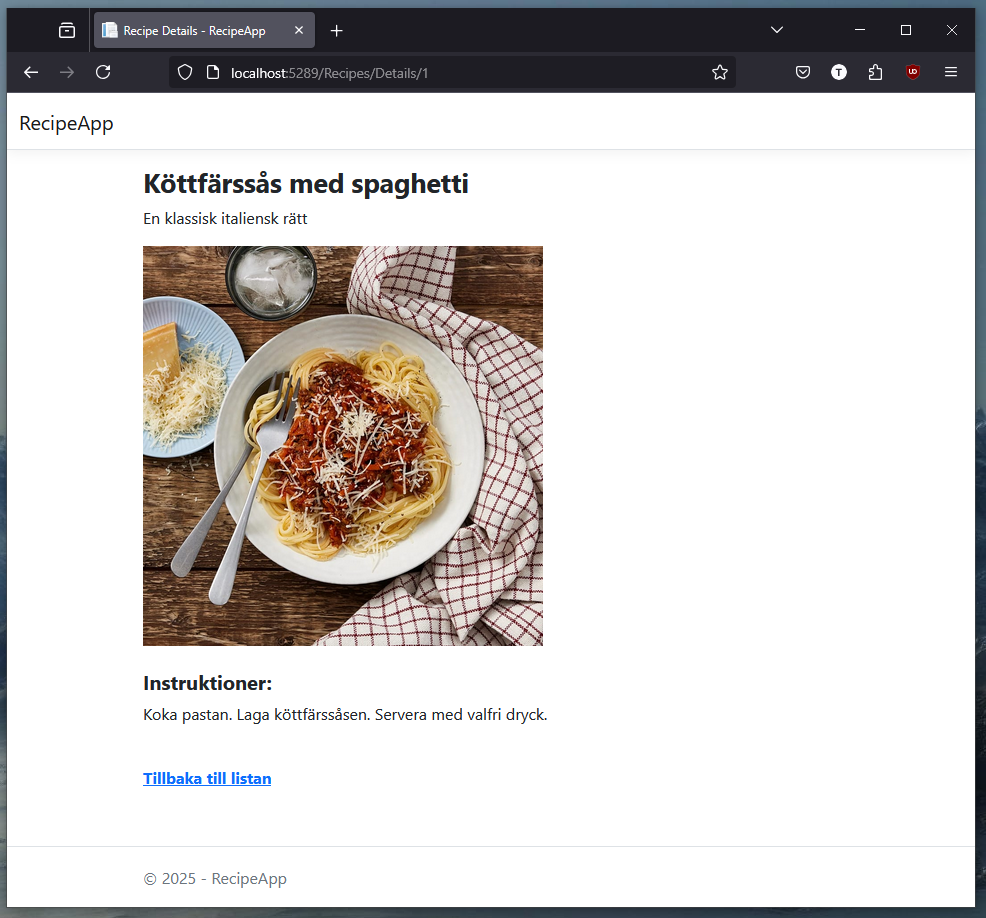 Recipe Details - RecipeApp
localhost:5289/Recipes/Details/1
T
UD
RecipeApp
Köttfärssås med spaghetti
En klassisk italiensk rätt
Instruktioner:
Koka pastan. Laga köttfärssåsen. Servera med valfri dryck.
Tillbaka till listan
© 2025 - RecipeApp